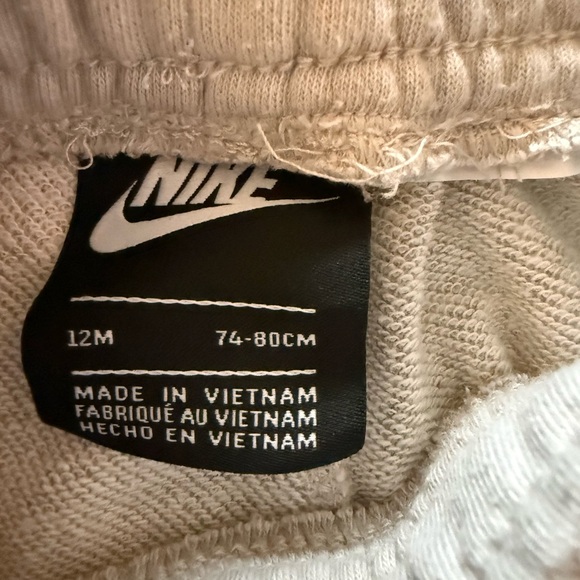 NIKE
12M 74-80CM
MADE IN VIETNAM
FABRIQUÉ AU VIETNAM
HECHO EN VIETNAM